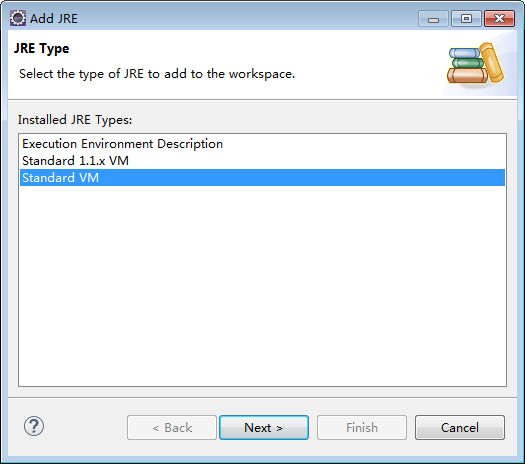 Add JRE
JRE Type
Select the type of JRE to add to the workspace.
Installed JRE Types:
Execution Environment Description
Standard 1.1.x VM
Standard VM
? < Back Next > Finish Cancel